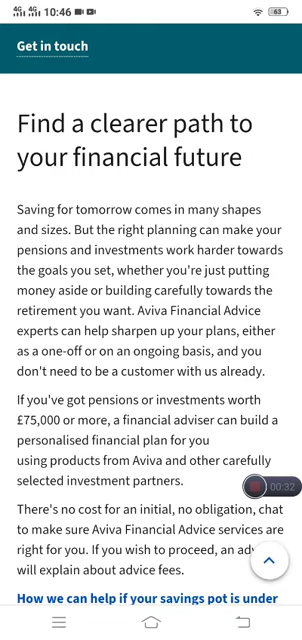 4G 4G 10:46 63
Get in touch
Find a clearer path to
your financial future
Saving for tomorrow comes in many shapes
and sizes. But the right planning can make your
pensions and investments work harder towards
the goals you set, whether you're just putting
money aside or building carefully towards the
retirement you want. Aviva Financial Advice
experts can help sharpen up your plans, either
as a one-off or on an ongoing basis, and you
don't need to be a customer with us already.
If you've got pensions or investments worth
£75,000 or more, a financial adviser can build a
personalised financial plan for you
using products from Aviva and other carefully
selected investment partners.
00:32
There's no cost for an initial, no obligation, chat
to make sure Aviva Financial Advice services are
right for you. If you wish to proceed, an
will explain about advice fees.
How we can help if your savings pot is under